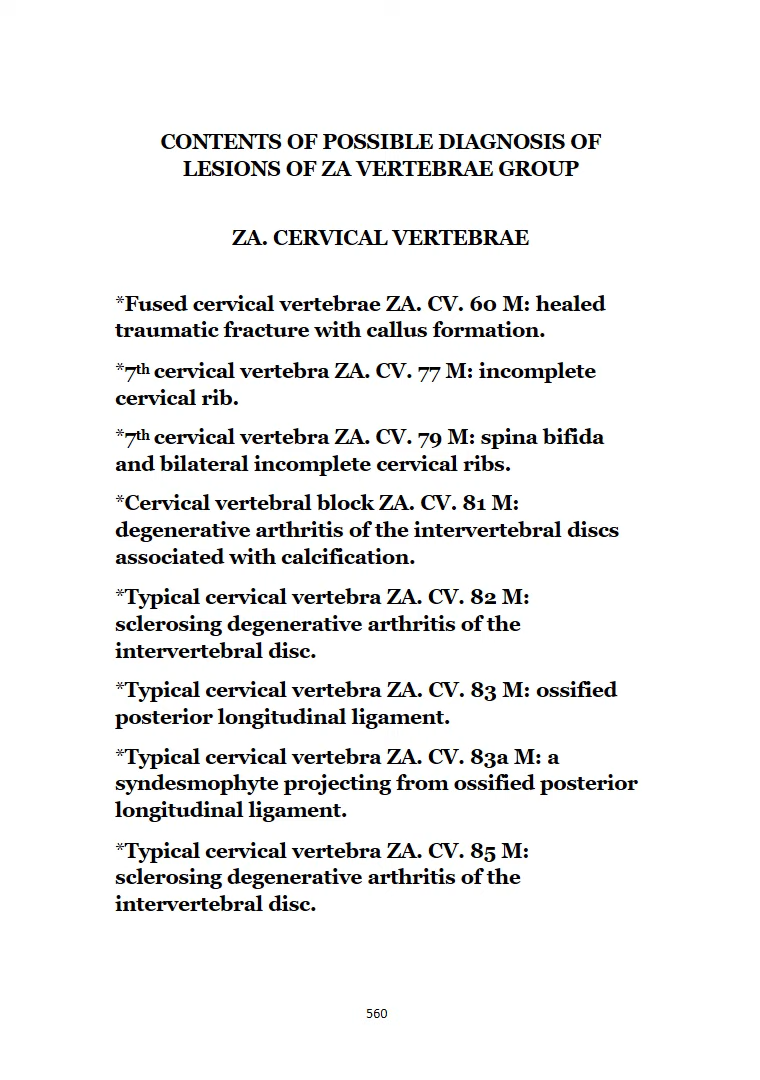 CONTENTS OF POSSIBLE DIAGNOSIS OF
LESIONS OF ZA VERTEBRAE GROUP
ZA. CERVICAL VERTEBRAE
*Fused cervical vertebrae ZA. CV. 60 M: healed
traumatic fracture with callus formation.
*7th cervical vertebra ZA. CV. 77 M: incomplete
cervical rib.
*7th cervical vertebra ZA. CV. 79 M: spina bifida
and bilateral incomplete cervical ribs.
*Cervical vertebral block ZA. CV. 81 M:
degenerative arthritis of the intervertebral discs
associated with calcification.
*Typical cervical vertebra ZA. CV. 82 M:
sclerosing degenerative arthritis of the
intervertebral disc.
*Typical cervical vertebra ZA. CV. 83 M: ossified
posterior longitudinal ligament.
*Typical cervical vertebra ZA. CV. 83a M: a
syndesmophyte projecting from ossified posterior
longitudinal ligament.
*Typical cervical vertebra ZA. CV. 85 M:
sclerosing degenerative arthritis of the
intervertebral disc.
560